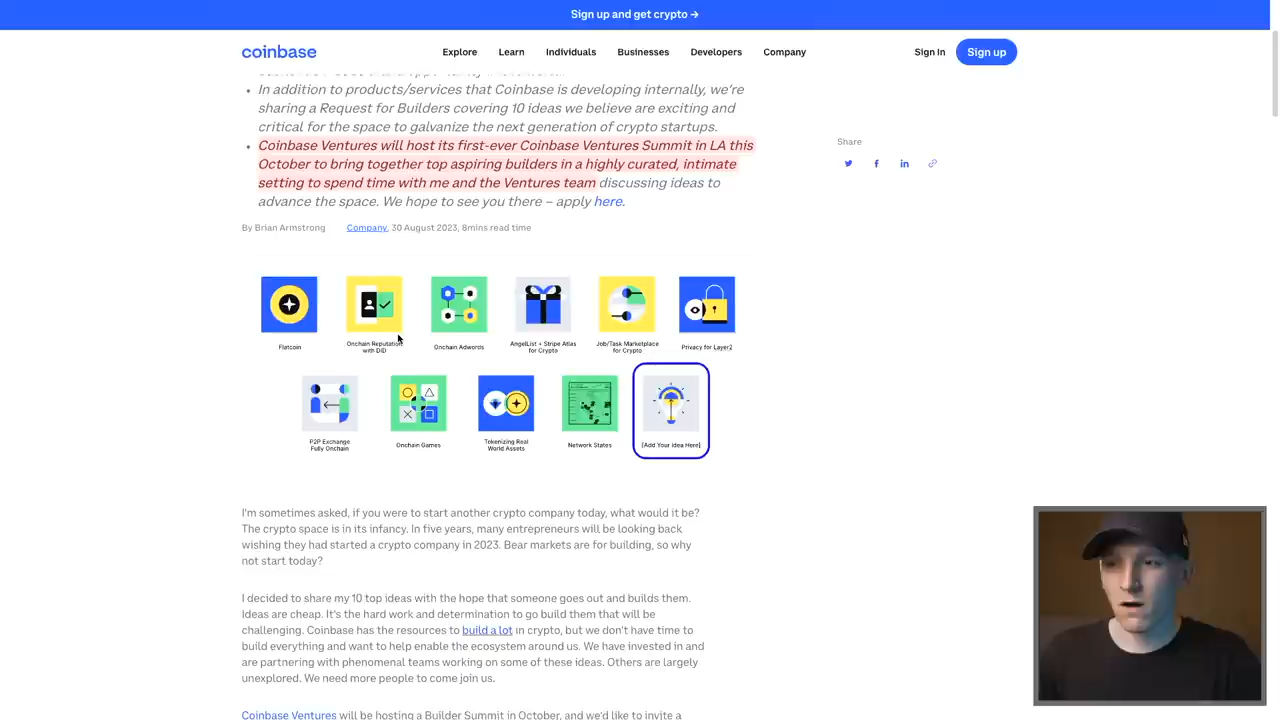 Sign up and get crypto →
coinbase
Explore
Learn
Individuals
Businesses
Developers
Company
Sign In
Sign up
In addition to products/services that Coinbase is developing internally, we're
sharing a Request for Builders covering 10 ideas we believe are exciting and
critical for the space to galvanize the next generation of crypto startups.
Coinbase Ventures will host its first-ever Coinbase Ventures Summit in LA this
October to bring together top aspiring builders in a highly curated, intimate
setting to spend time with me and the Ventures team discussing ideas to
advance the space. We hope to see you there – apply here.
Share
By Brian Armstrong
Company, 30 August 2023, 8mins read time
Flatcoin
Onchain Reputation
with DID
Onchain Adwords
AngelList + Stripe Atlas
for Crypto
Job/Task Marketplace
for Crypto
Privacy for Layer2
P2P Exchange
Fully Onchain
Onchain Games
Tokenizing Real
World Assets
Network States
[Add Your Idea Here]
I'm sometimes asked, if you were to start another crypto company today, what would it be?
The crypto space is in its infancy. In five years, many entrepreneurs will be looking back
wishing they had started a crypto company in 2023. Bear markets are for building, so why
not start today?
I decided to share my 10 top ideas with the hope that someone goes out and builds them.
Ideas are cheap. It's the hard work and determination to go build them that will be
challenging. Coinbase has the resources to build a lot in crypto, but we don't have time to
build everything and want to help enable the ecosystem around us. We have invested in and
are partnering with phenomenal teams working on some of these ideas. Others are largely
unexplored. We need more people to come join us.
Coinbase Ventures will be hosting a Builder Summit in October, and we'd like to invite a